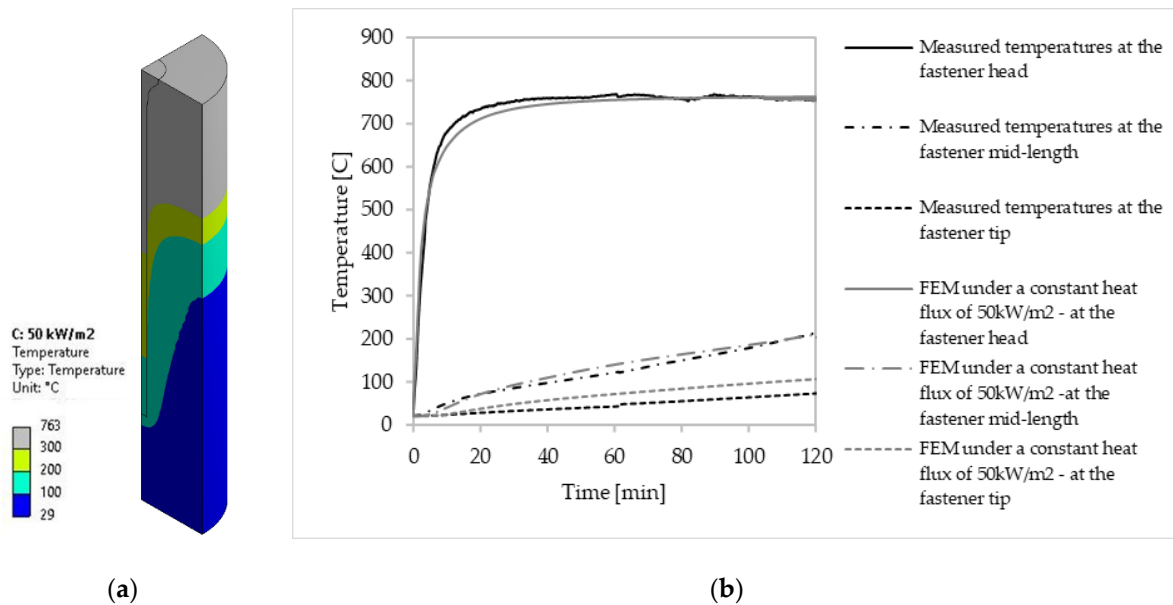 C: 50 kW/m2
Temperature
Type: Temperature
Unit: °C
763
300
200
100
29
(a)
900
800
700
600
500
400
300
200
100
0
Temperature [C]
0 20 40 60 80 100 120
Time [min]
Measured temperatures at the
fastener head
Measured temperatures at the
fastener mid-length
Measured temperatures at the
fastener tip
FEM under a constant heat
flux of 50kW/m2 - at the
fastener head
FEM under a constant heat
flux of 50kW/m2 -at the
fastener mid-length
FEM under a constant heat
flux of 50kW/m2 - at the
fastener tip
(b)